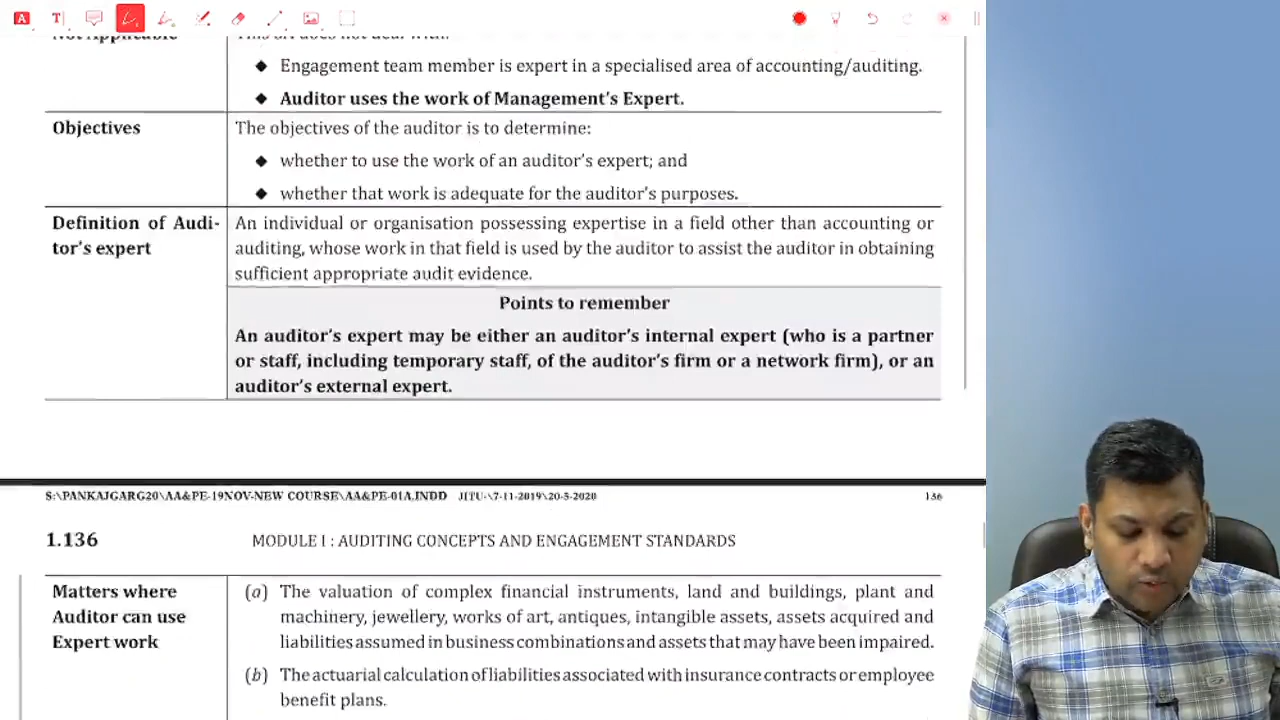 A T
Not Applicable
This SA does not deal with:
◆ Engagement team member is expert in a specialised area of accounting/auditing.
◆ Auditor uses the work of Management's Expert.
Objectives
The objectives of the auditor is to determine:
◆ whether to use the work of an auditor's expert; and
◆ whether that work is adequate for the auditor's purposes.
Definition of Audi-
tor's expert
An individual or organisation possessing expertise in a field other than accounting or
auditing, whose work in that field is used by the auditor to assist the auditor in obtaining
sufficient appropriate audit evidence.
Points to remember
An auditor's expert may be either an auditor's internal expert (who is a partner
or staff, including temporary staff, of the auditor's firm or a network firm), or an
auditor's external expert.
S:\PANKAJGARG20\AA&PE-19NOV-NEW COURSE\AA&PE-01A.INDD JITU-\7-11-2019\20-5-2020 136
1.136 MODULE I : AUDITING CONCEPTS AND ENGAGEMENT STANDARDS
Matters where
Auditor can use
Expert work
(a) The valuation of complex financial instruments, land and buildings, plant and
machinery, jewellery, works of art, antiques, intangible assets, assets acquired and
liabilities assumed in business combinations and assets that may have been impaired.
(b) The actuarial calculation of liabilities associated with insurance contracts or employee
benefit plans.